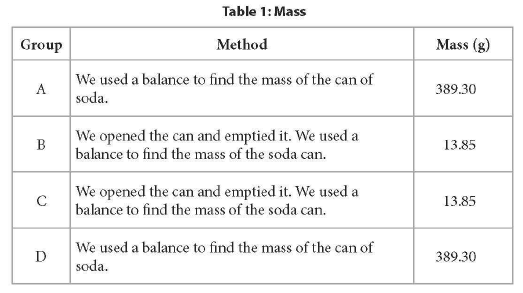 Table 1: Mass
Group Method Mass (g)
A We used a balance to find the mass of the can of 389.30
soda.
B We opened the can and emptied it. We used a 13.85
balance to find the mass of the soda can.
C We opened the can and emptied it. We used a 13.85
balance to find the mass of the soda can.
D We used a balance to find the mass of the can of 389.30
soda.